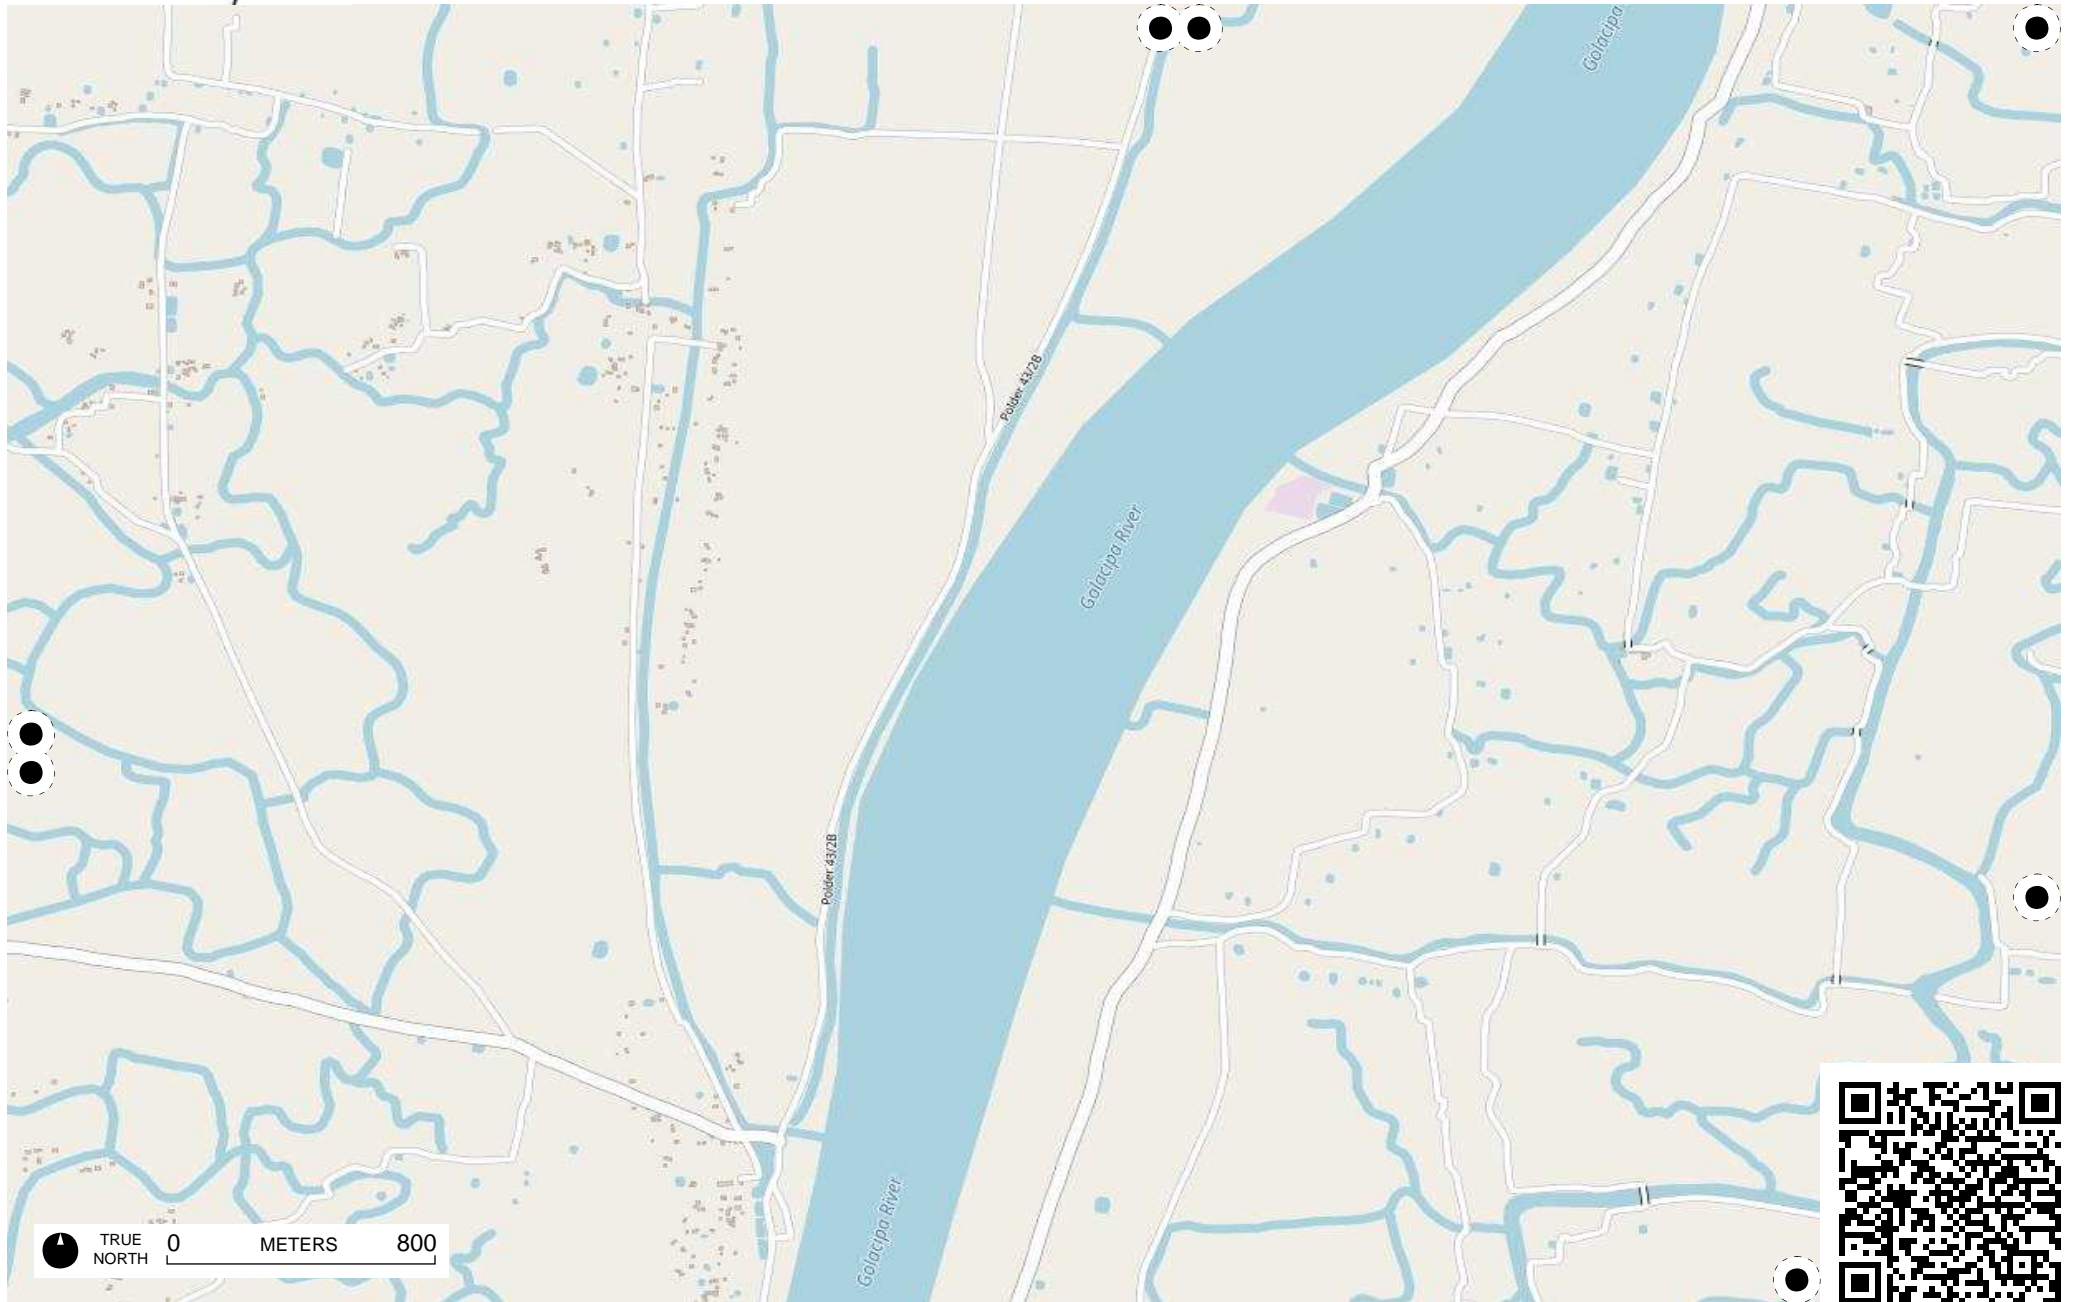 Golacipa
Polder 43/2B
Golacipa River
Polder 43/2B
Golacipa River
TRUE
NORTH
0 METERS 800